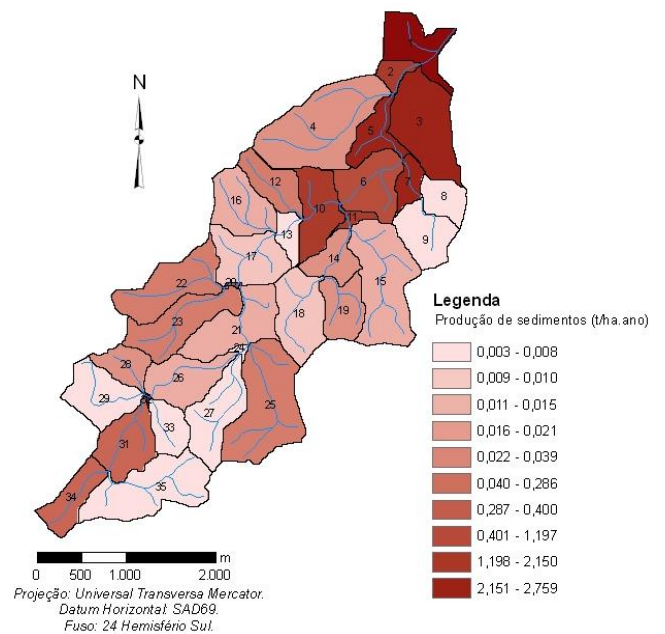 N
2
3
4
5
6
7
8
9
10
11
12
13
14
15
16
17
18
19
21
22
23
24
25
26
27
28
29
31
33
34
35
Legenda
Produção de sedimentos (t/ha.ano)
0,003 - 0,008
0,009 - 0,010
0,011 - 0,015
0,016 - 0,021
0,022 - 0,039
0,040 - 0,286
0,287 - 0,400
0,401 - 1,197
1,198 - 2,150
2,151 - 2,759
m
0 500 1.000 2.000
Projeção: Universal Transversa Mercator.
Datum Horizontal: SAD69.
Fuso: 24 Hemisfério Sul.